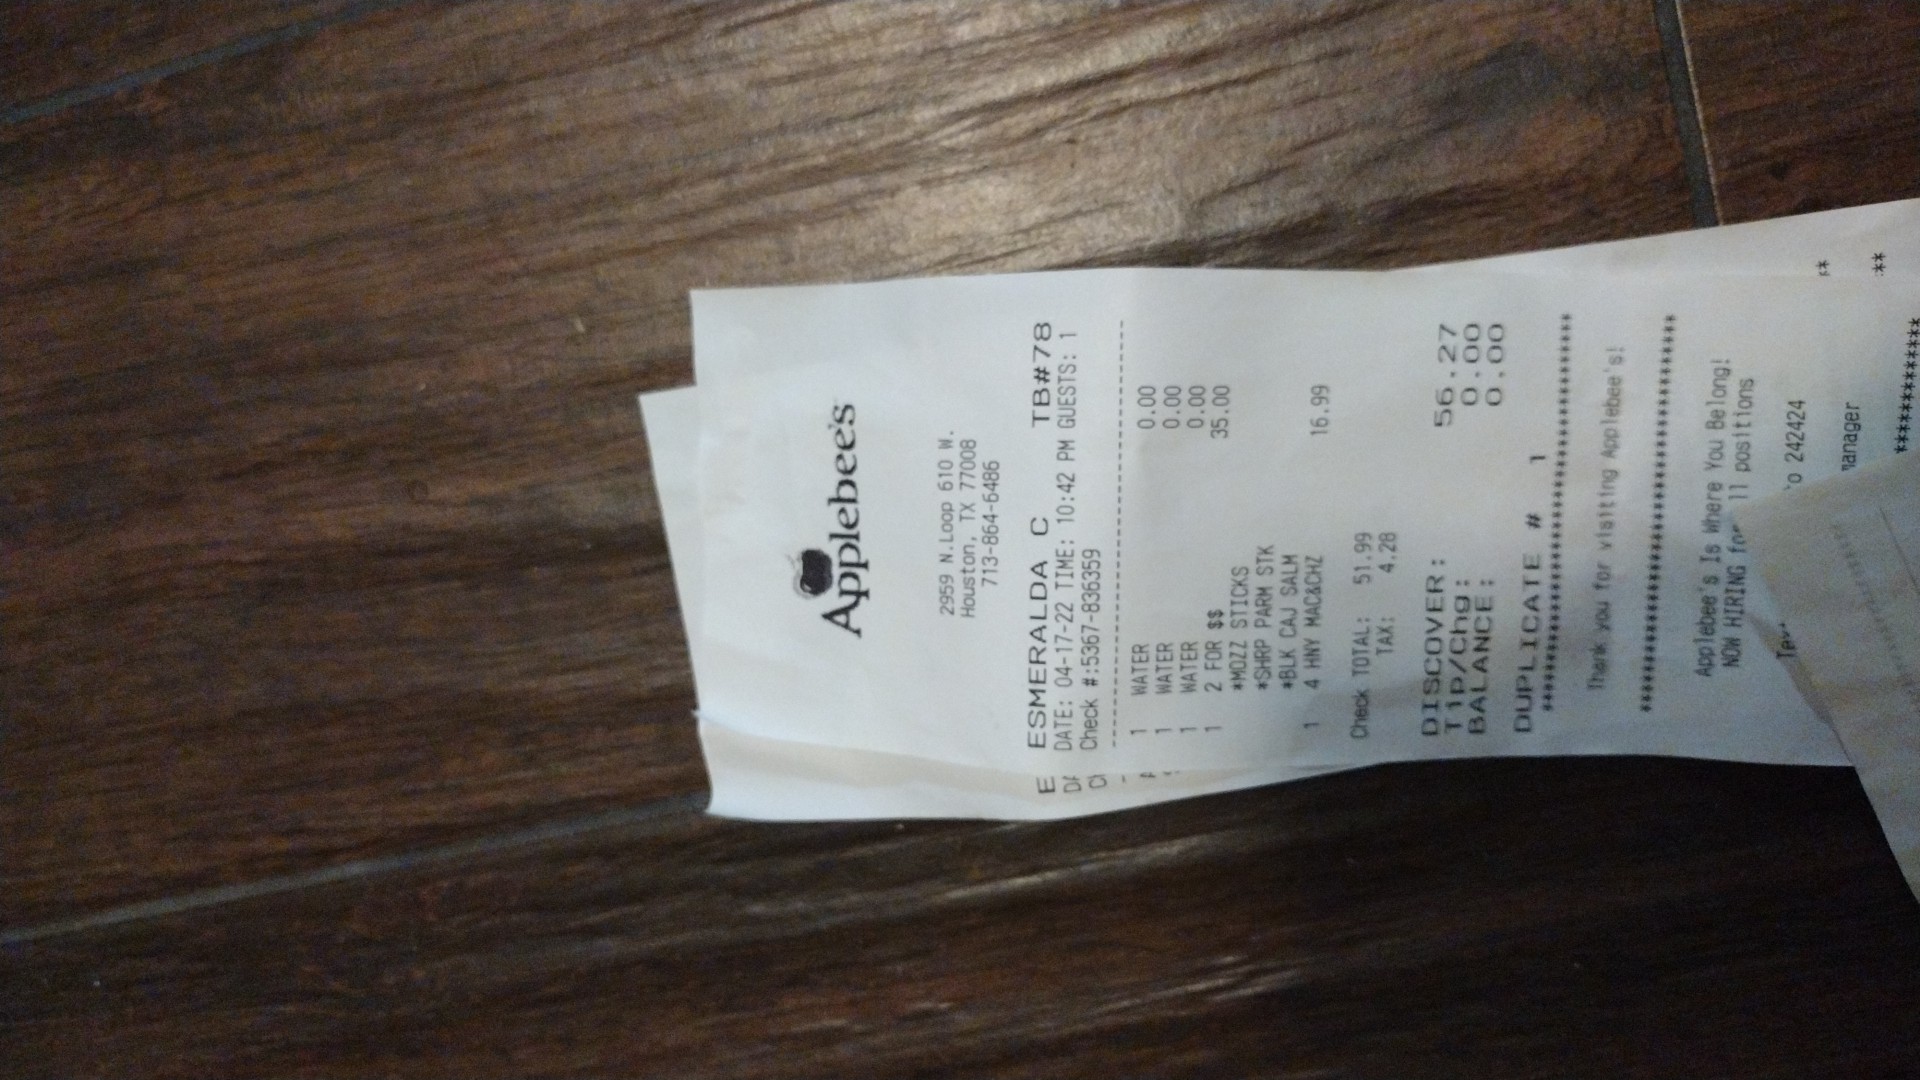 Applebee's
2959 N.Loop 610 W.
Houston, TX 77008
713-864-6486
ESMERALDA C TB#78
DATE: 04-17-22 TIME: 10:42 PM GUESTS: 1
Check #:5367-836359
1 WATER 0.00
1 WATER 0.00
1 WATER 0.00
1 2 FOR $$ 35.00
*MOZZ STICKS
*SHRP PARM STK
*BLK CAJ SALM
1 4 HNY MAC&CHZ 16.99
Check TOTAL: 51.99
TAX: 4.28
DISCOVER: 56.27
T1p/Chg: 0.00
BALANCE: 0.00
DUPLICATE # 1
****************************************
Thank you for visiting Applebee's!
****************************************
Applebee's Is Where You Belong!
NOW HIRING for ll positions
242424